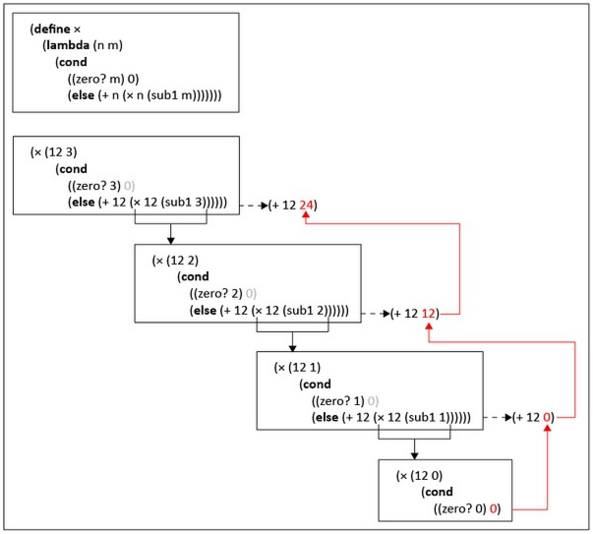 (define ×
(lambda (n m)
(cond
((zero? m) 0)
(else (+ n (× n (sub1 m)))))))
(× (12 3)
(cond
((zero? 3) 0)
(else (+ 12 (× 12 (sub1 3))))))
(+ 12 24)
(× (12 2)
(cond
((zero? 2) 0)
(else (+ 12 (× 12 (sub1 2))))))
(+ 12 12)
(× (12 1)
(cond
((zero? 1) 0)
(else (+ 12 (× 12 (sub1 1))))))
(+ 12 0)
(× (12 0)
(cond
((zero? 0) 0)